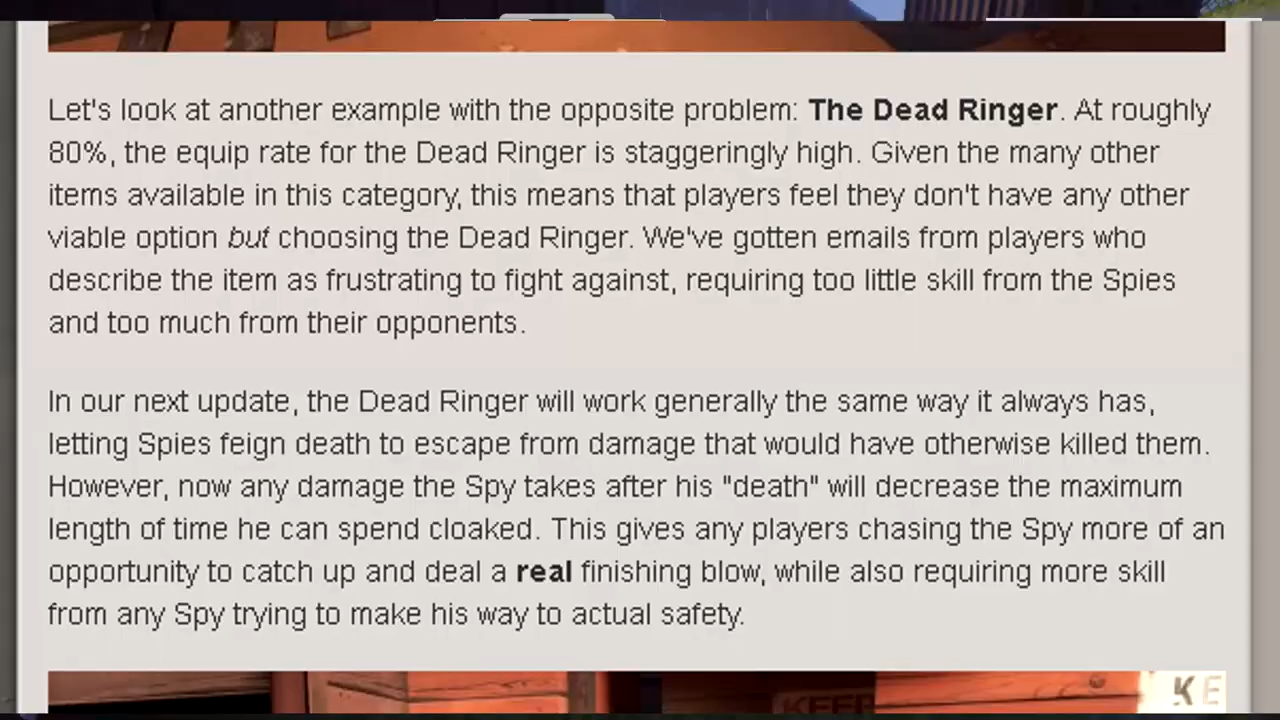 Let's look at another example with the opposite problem: The Dead Ringer. At roughly
80%, the equip rate for the Dead Ringer is staggeringly high. Given the many other
items available in this category, this means that players feel they don't have any other
viable option but choosing the Dead Ringer. We've gotten emails from players who
describe the item as frustrating to fight against, requiring too little skill from the Spies
and too much from their opponents.
In our next update, the Dead Ringer will work generally the same way it always has,
letting Spies feign death to escape from damage that would have otherwise killed them.
However, now any damage the Spy takes after his "death" will decrease the maximum
length of time he can spend cloaked. This gives any players chasing the Spy more of an
opportunity to catch up and deal a real finishing blow, while also requiring more skill
from any Spy trying to make his way to actual safety.
KEEP
KE